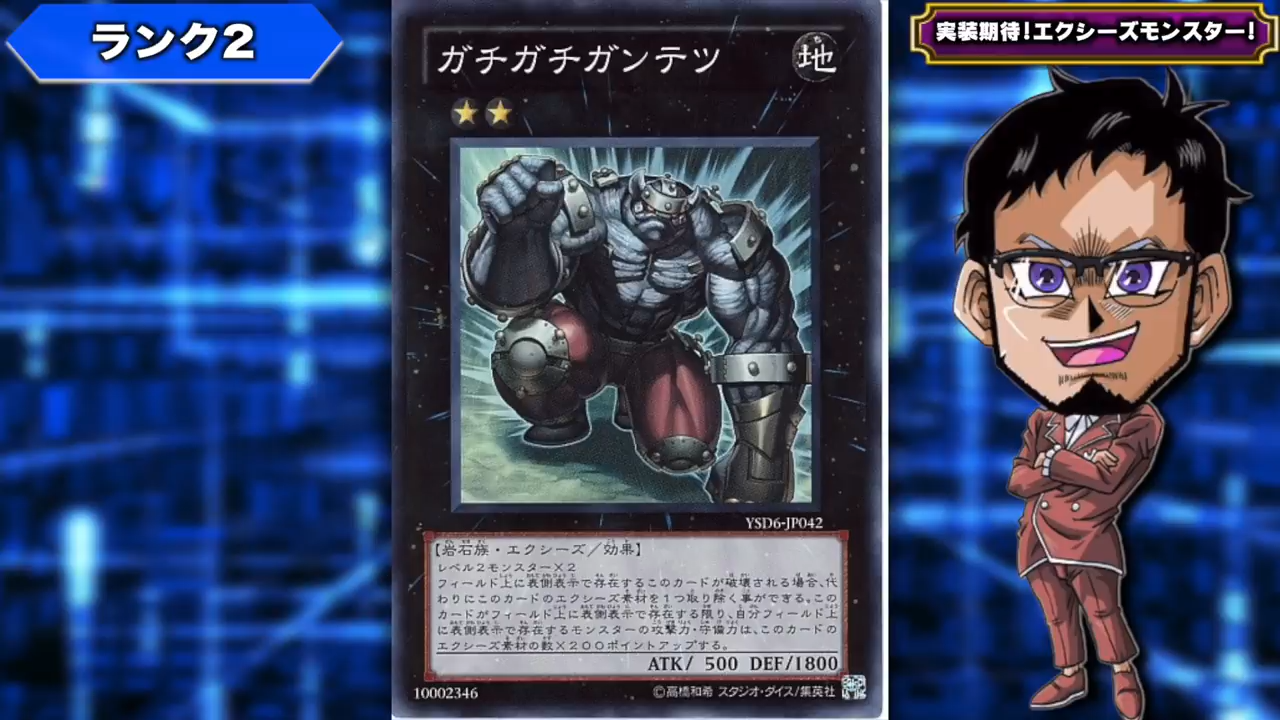 ランク2
実装期待!エクシーズモンスター!
ガチガチガンテツ
地
YSD6-JP042
【岩石族・エクシーズ/効果】
レベル2モンスター×2
フィールド上に表側表示で存在するこのカードが破壊される場合、代
わりにこのカードのエクシーズ素材を1つ取り除く事ができる。この
カードがフィールド上に表側表示で存在する限り、自分フィールド上
に表側表示で存在するモンスターの攻撃力・守備力は、このカードの
エクシーズ素材の数×200ポイントアップする。
ATK/ 500 DEF/1800
10002346
©高橋和希 スタジオ・ダイス/集英社